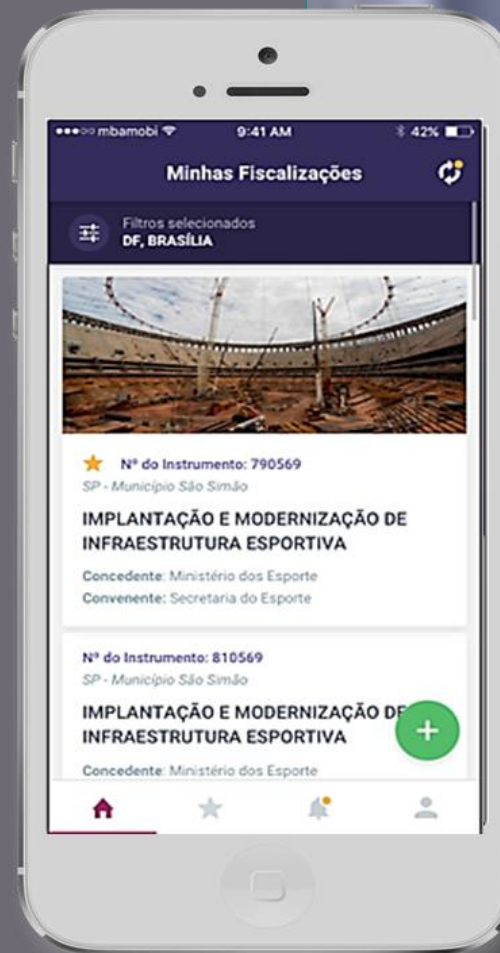 mbamobi
9:41 AM
42%
Minhas Fiscalizações
Filtros selecionados
DF, BRASÍLIA
Nº do Instrumento: 790569
SP - Município São Simão
IMPLANTAÇÃO E MODERNIZAÇÃO DE
INFRAESTRUTURA ESPORTIVA
Concedente: Ministério dos Esporte
Convenente: Secretaria do Esporte
Nº do Instrumento: 810569
SP - Município São Simão
IMPLANTAÇÃO E MODERNIZAÇÃO DE
INFRAESTRUTURA ESPORTIVA
Concedente: Ministério dos Esporte